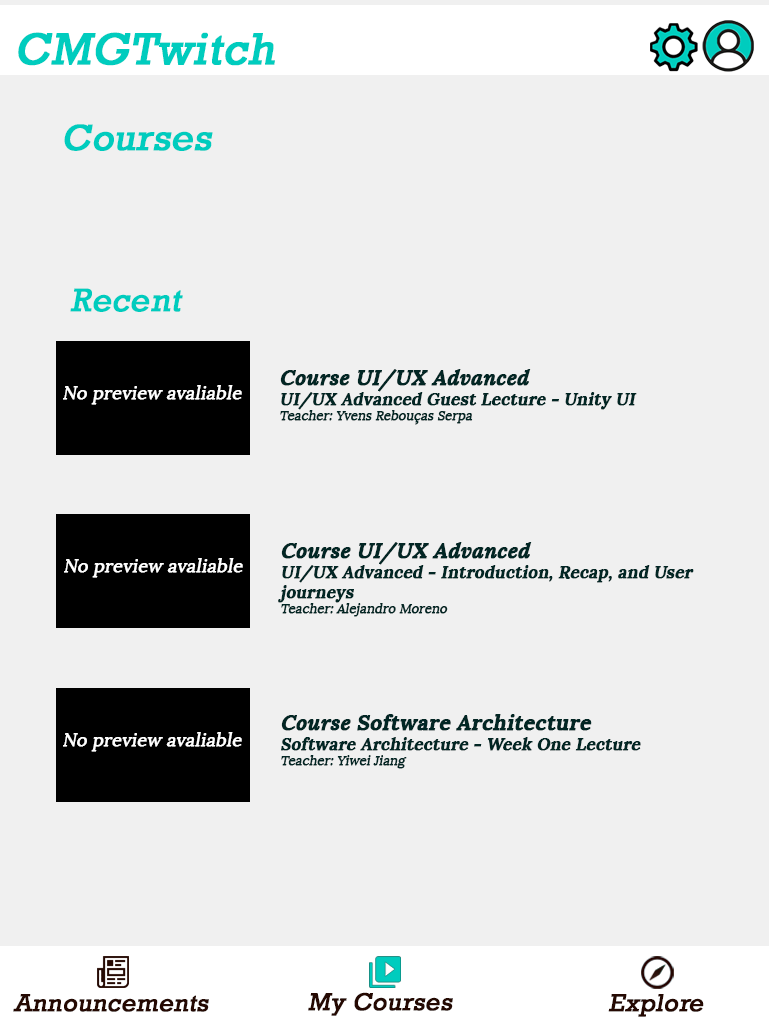 CMGTwitch
Courses
Recent
No preview avaliable
Course UI/UX Advanced
UI/UX Advanced Guest Lecture - Unity UI
Teacher: Yvens Rebouças Serpa
No preview avaliable
Course UI/UX Advanced
UI/UX Advanced - Introduction, Recap, and User
journeys
Teacher: Alejandro Moreno
No preview avaliable
Course Software Architecture
Software Architecture - Week One Lecture
Teacher: Yiwei Jiang
Announcements
My Courses
Explore